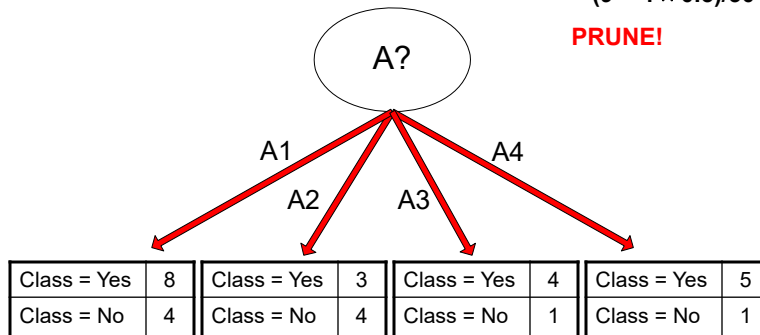 PRUNE!
A?
A1
A4
A2
A3
Class = Yes 8 Class = Yes 3 Class = Yes 4 Class = Yes 5
Class = No 4 Class = No 4 Class = No 1 Class = No 1